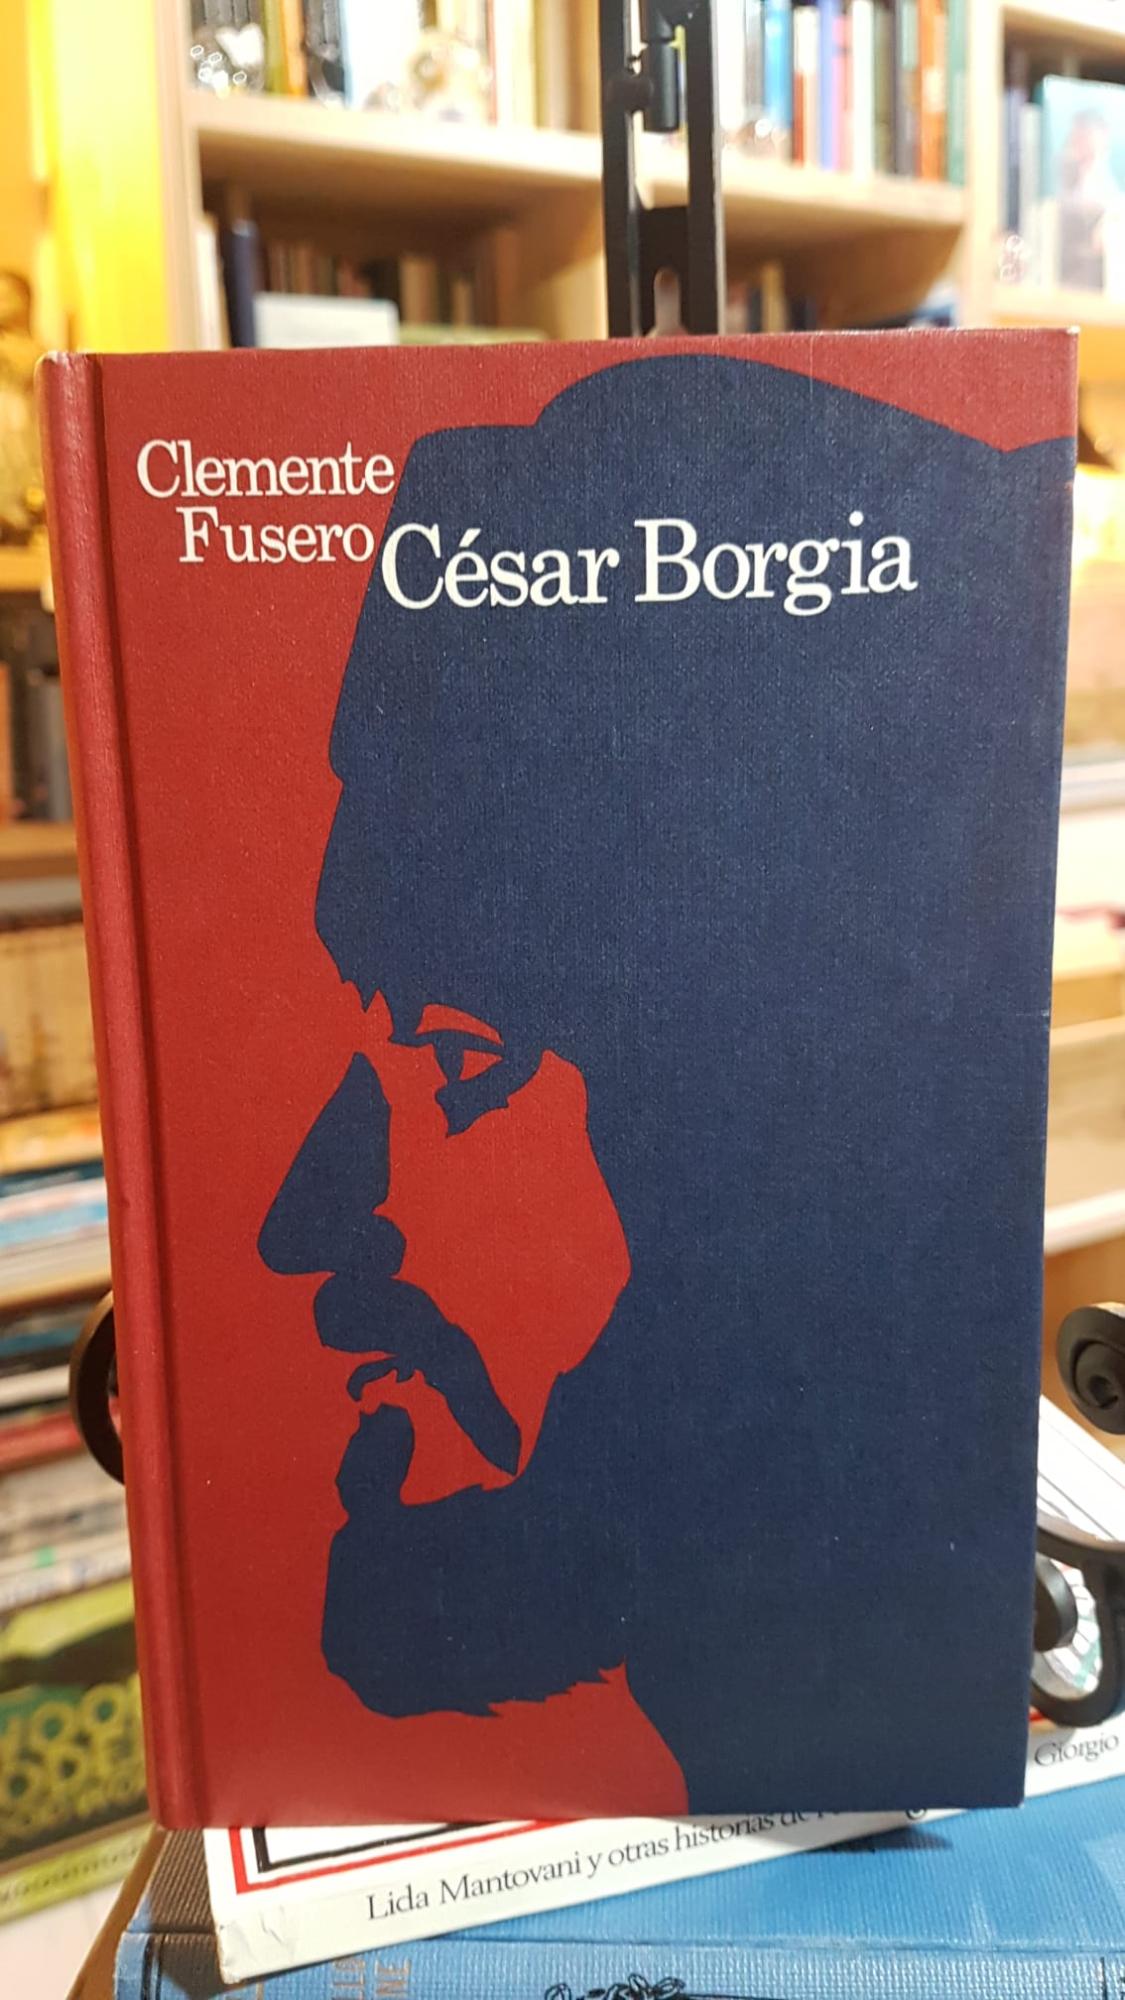 Clemente
Fusero
César Borgia
Giorgio
Lida Mantovani y otras historias de